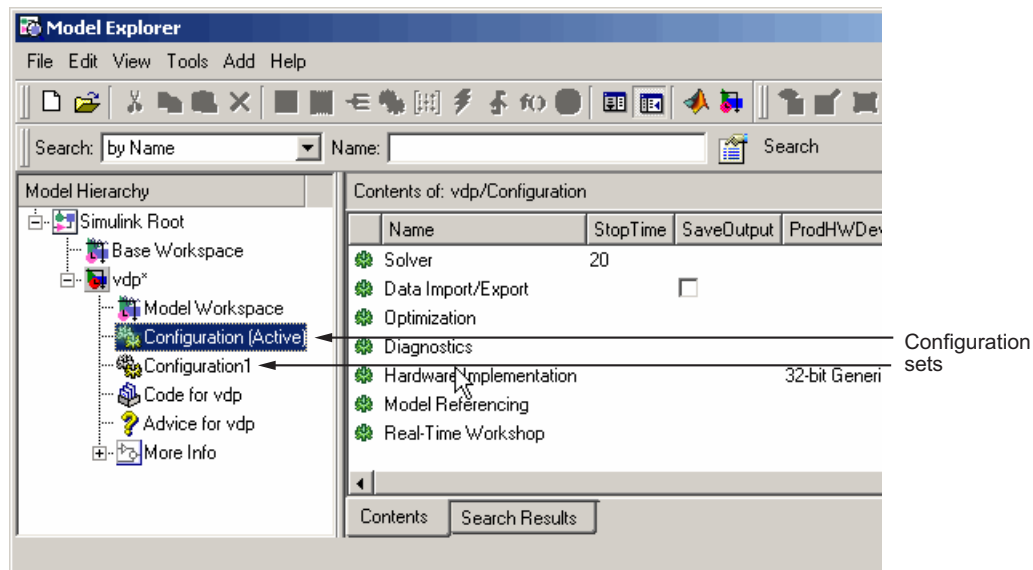 Model Explorer
File Edit View Tools Add Help
Search: by Name Name: Search
Model Hierarchy
Simulink Root
Base Workspace
vdp*
Model Workspace
Configuration (Active)
Configuration1
Code for vdp
Advice for vdp
More Info
Contents of: vdp/Configuration
Name StopTime SaveOutput ProdHWDev
Solver 20
Data Import/Export
Optimization
Diagnostics
Hardware Implementation 32-bit Generi
Model Referencing
Real-Time Workshop
Contents Search Results
Configuration
sets